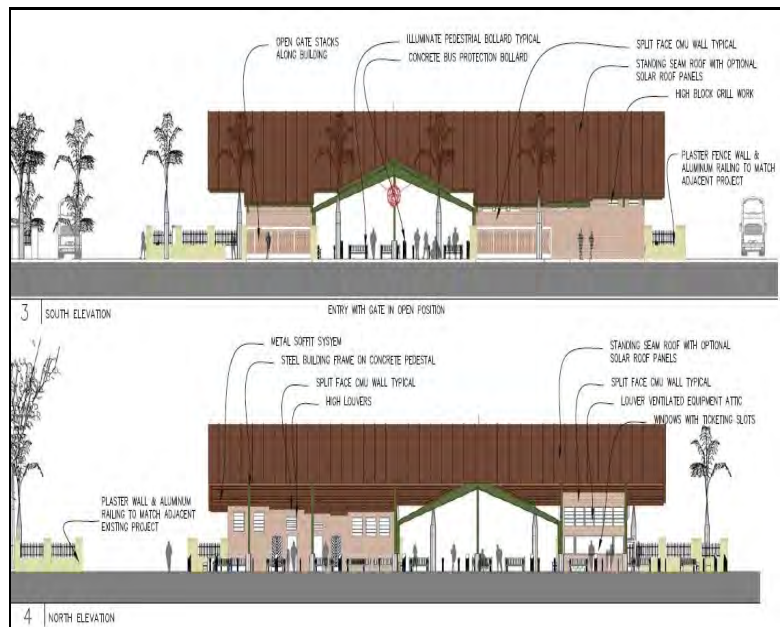 OPEN GATE STACKS
ALONG BUILDING
ILLUMINATE PEDESTRIAN BOLLARD TYPICAL
CONCRETE BUS PROTECTION BOLLARD
SPLIT FACE CMU WALL TYPICAL
STANDING SEAM ROOF WITH OPTIONAL
SOLAR ROOF PANELS
HIGH BLOCK GRILL WORK
PLASTER FENCE WALL &
ALUMINUM RAILING TO MATCH
ADJACENT PROJECT
3 SOUTH ELEVATION
ENTRY WITH GATE IN OPEN POSITION
METAL SOFFIT SYSYEM
STEEL BUILDING FRAME ON CONCRETE PEDESTAL
SPLIT FACE CMU WALL TYPICAL
HIGH LOUVERS
STANDING SEAM ROOF WITH OPTIONAL
SOLAR ROOF PANELS
SPLIT FACE CMU WALL TYPICAL
LOUVER VENTILATED EQUIPMENT ATTIC
WINDOWS WITH TICKETING SLOTS
PLASTER WALL & ALUMINUM
RAILING TO MATCH ADJACENT
EXISTING PROJECT
4 NORTH ELEVATION